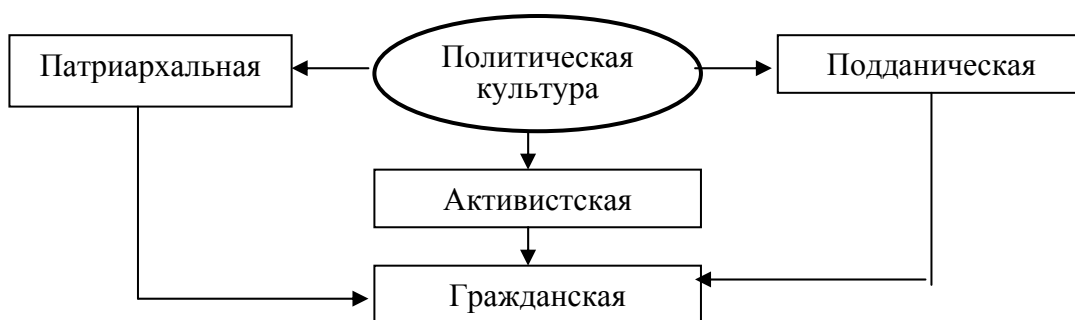 Патриархальная
Политическая
культура
Подданическая
Активистская
Гражданская